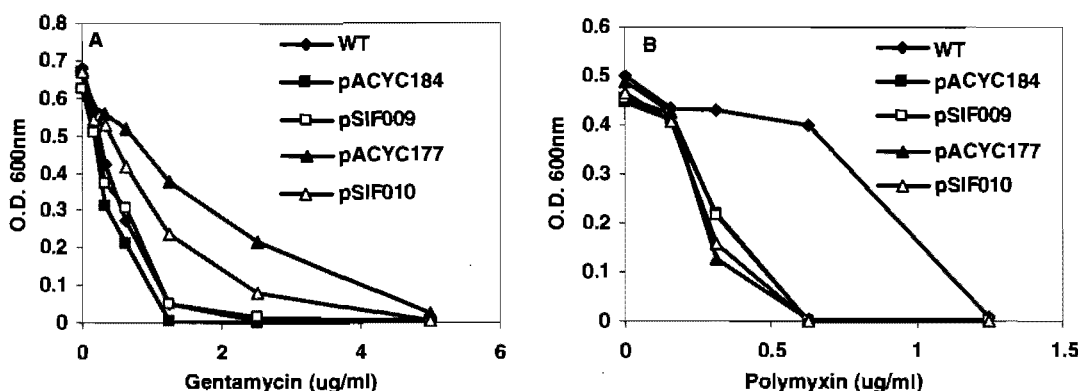 A
0.8
0.7
0.6
0.5
0.4
0.3
0.2
0.1
0
0
2
4
6
O.D. 600nm
Gentamycin (ug/ml)
WT
pACYC184
pSIF009
pACYC177
pSIF010
B
0.6
0.5
0.4
0.3
0.2
0.1
0
0
0.5
1
1.5
O.D. 600nm
Polymyxin (ug/ml)
WT
pACYC184
pSIF009
pACYC177
pSIF010